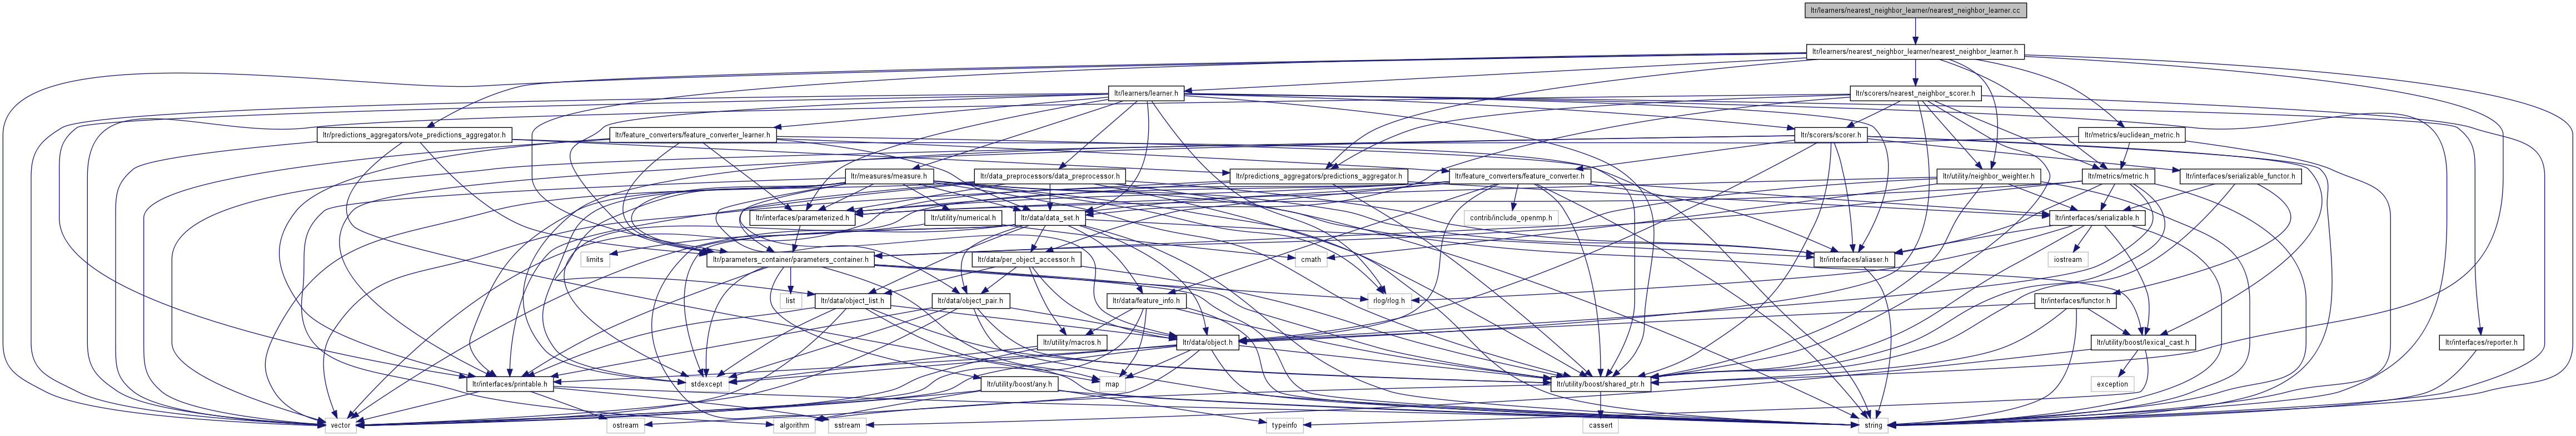 ltr/learners/nearest_neighbor_learner/nearest_neighbor_learner.cc
ltr/learners/nearest_neighbor_learner/nearest_neighbor_learner.h
ltr/learners/learner.h
ltr/scorers/nearest_neighbor_scorer.h
ltr/predictions_aggregators/vote_predictions_aggregator.h
ltr/feature_converters/feature_converter_learner.h
ltr/scorers/scorer.h
ltr/metrics/euclidean_metric.h
ltr/measures/measure.h
ltr/data_preprocessors/data_preprocessor.h
ltr/predictions_aggregators/predictions_aggregator.h
ltr/feature_converters/feature_converter.h
ltr/utility/neighbor_weighter.h
ltr/metrics/metric.h
ltr/interfaces/serializable_functor.h
ltr/interfaces/parameterized.h
ltr/utility/numerical.h
ltr/data/data_set.h
contrib/include_openmp.h
ltr/interfaces/serializable.h
limits
ltr/parameters_container/parameters_container.h
ltr/data/per_object_accessor.h
cmath
ltr/interfaces/aliaser.h
iostream
list
ltr/data/object_list.h
ltr/data/object_pair.h
ltr/data/feature_info.h
rlog/rlog.h
ltr/interfaces/functor.h
ltr/utility/macros.h
ltr/data/object.h
ltr/utility/boost/lexical_cast.h
ltr/interfaces/reporter.h
ltr/interfaces/printable.h
stdexcept
ltr/utility/boost/any.h
map
ltr/utility/boost/shared_ptr.h
exception
vector
ostream
algorithm
sstream
typeinfo
cassert
string